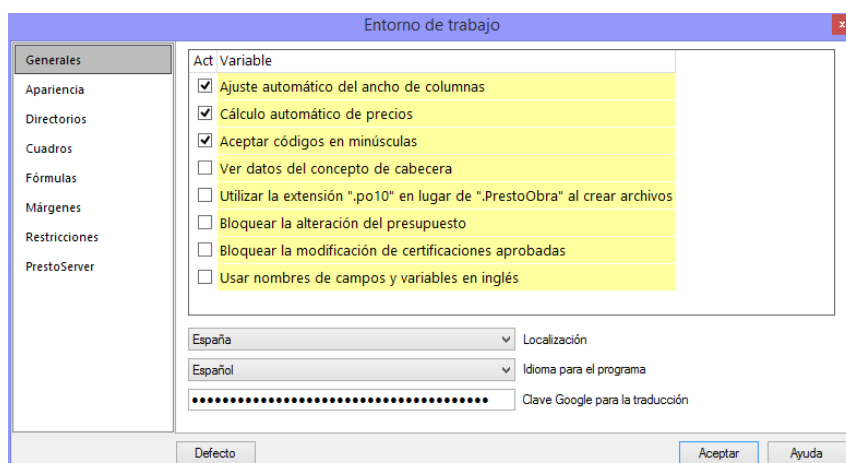 Entorno de trabajo
x
Generales
Apariencia
Directorios
Cuadros
Fórmulas
Márgenes
Restricciones
PrestoServer
Act Variable
Ajuste automático del ancho de columnas
Cálculo automático de precios
Aceptar códigos en minúsculas
Ver datos del concepto de cabecera
Utilizar la extensión ".po10" en lugar de ".PrestoObra" al crear archivos
Bloquear la alteración del presupuesto
Bloquear la modificación de certificaciones aprobadas
Usar nombres de campos y variables en inglés
España Localización
Español Idioma para el programa
●●●●●●●●●●●●●●●●●●●●●●●●●●●●●●●●●●●●●●● Clave Google para la traducción
Defecto Aceptar Ayuda